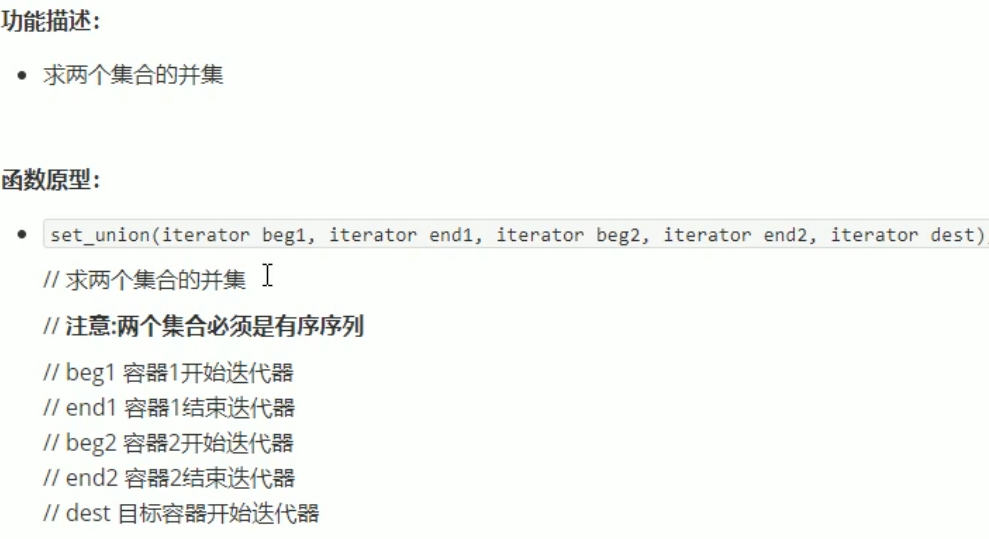 功能描述：
• 求两个集合的并集
函数原型：
• set_union(iterator beg1, iterator end1, iterator beg2, iterator end2, iterator dest);
// 求两个集合的并集
// 注意:两个集合必须是有序序列
// beg1 容器1开始迭代器
// end1 容器1结束迭代器
// beg2 容器2开始迭代器
// end2 容器2结束迭代器
// dest 目标容器开始迭代器